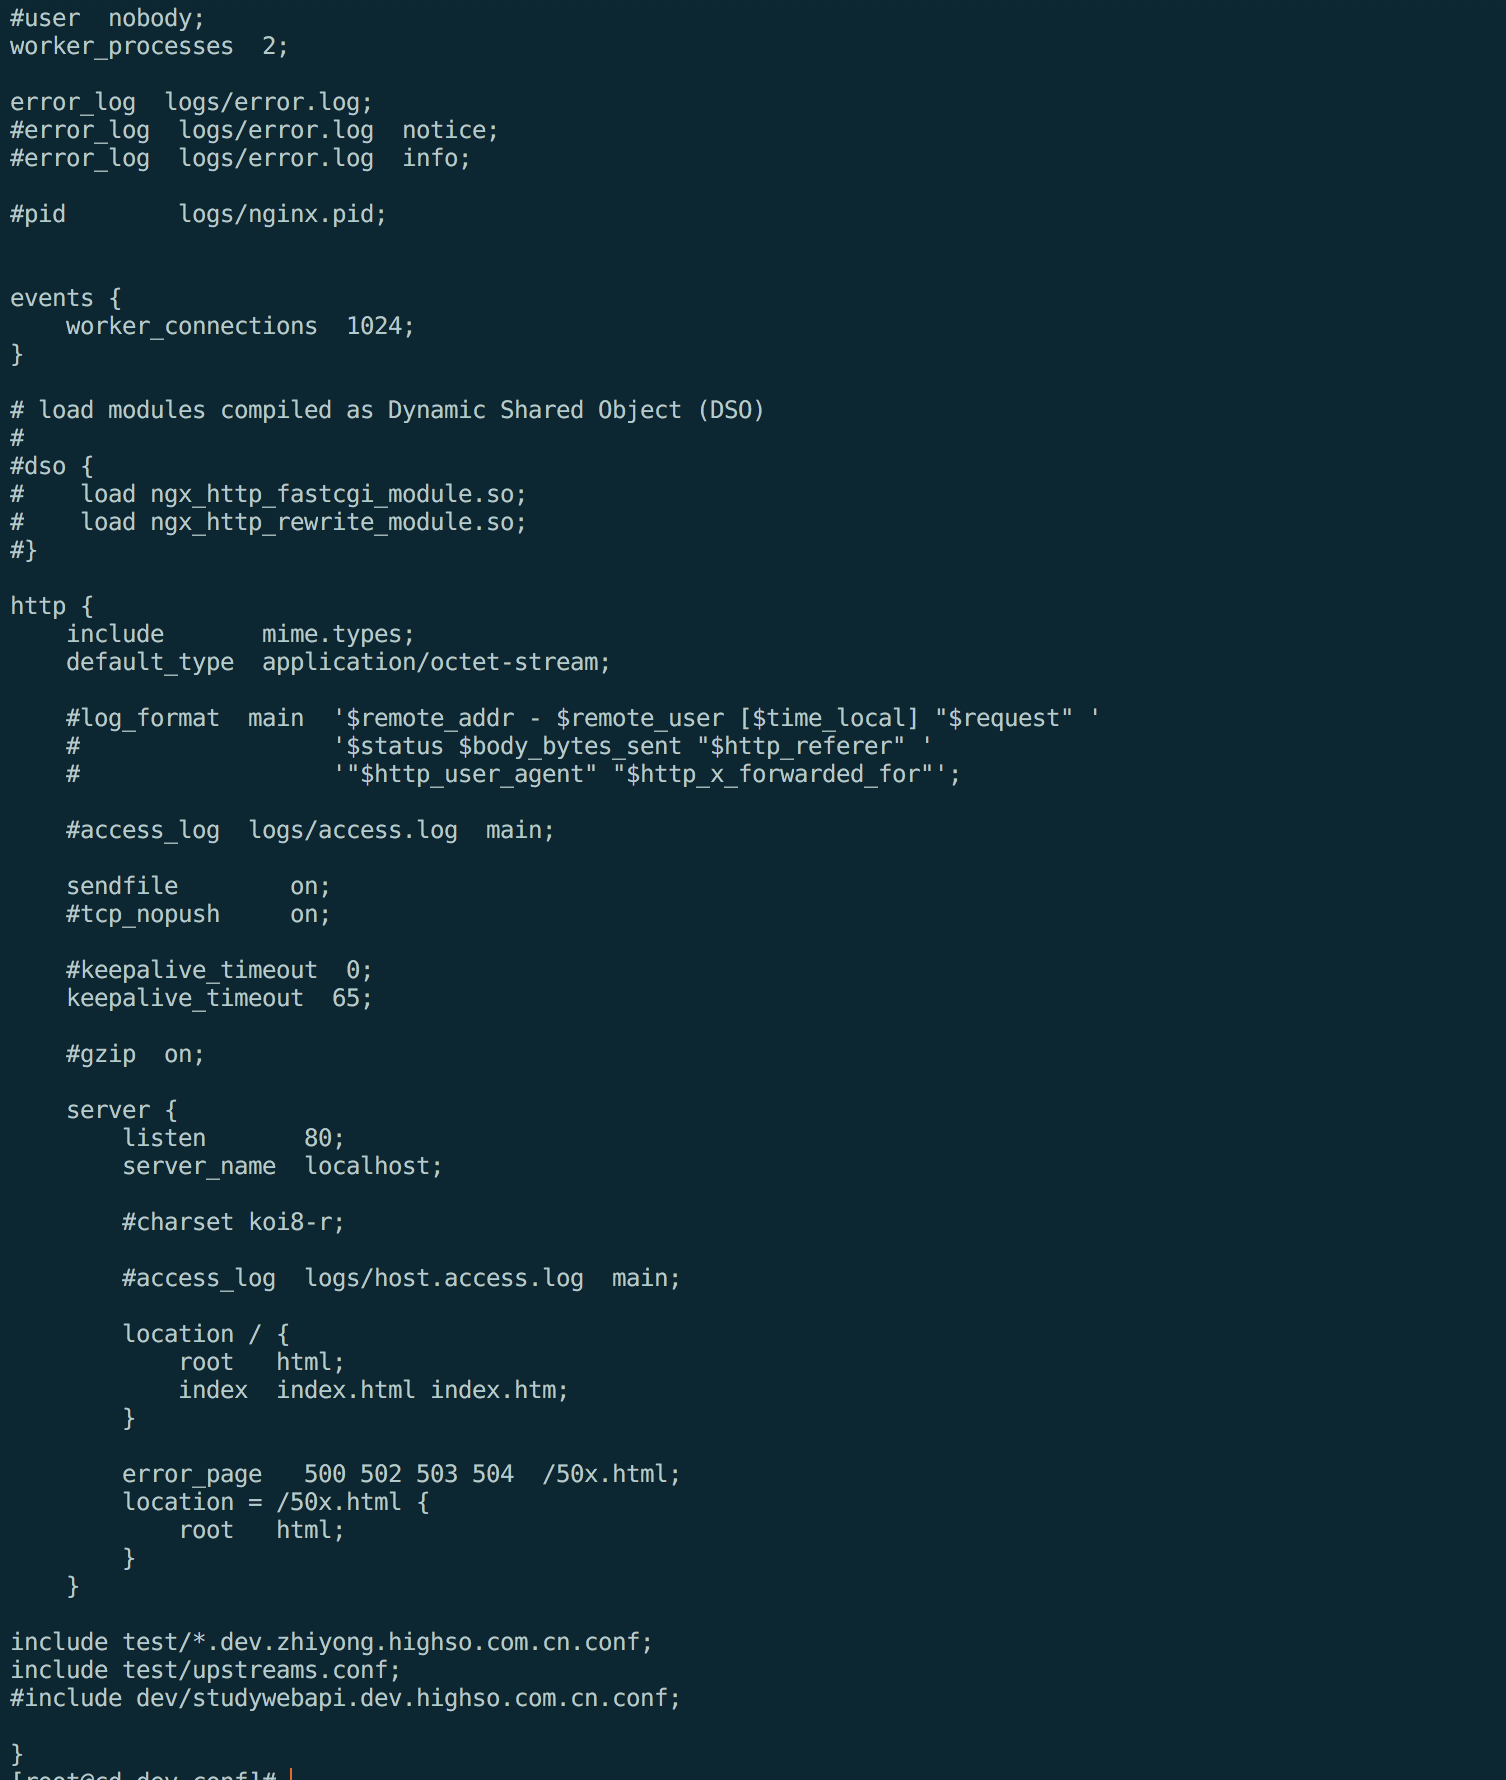 #user  nobody;
worker_processes  2;

error_log  logs/error.log;
#error_log  logs/error.log  notice;
#error_log  logs/error.log  info;

#pid        logs/nginx.pid;


events {
    worker_connections  1024;
}

# load modules compiled as Dynamic Shared Object (DSO)
#
#dso {
#    load ngx_http_fastcgi_module.so;
#    load ngx_http_rewrite_module.so;
#}

http {
    include       mime.types;
    default_type  application/octet-stream;

    #log_format  main  '$remote_addr - $remote_user [$time_local] "$request" '
    #                  '$status $body_bytes_sent "$http_referer" '
    #                  '"$http_user_agent" "$http_x_forwarded_for"';

    #access_log  logs/access.log  main;

    sendfile        on;
    #tcp_nopush     on;

    #keepalive_timeout  0;
    keepalive_timeout  65;

    #gzip  on;

    server {
        listen       80;
        server_name  localhost;

        #charset koi8-r;

        #access_log  logs/host.access.log  main;

        location / {
            root   html;
            index  index.html index.htm;
        }

        error_page   500 502 503 504  /50x.html;
        location = /50x.html {
            root   html;
        }
    }

include test/*.dev.zhiyong.highso.com.cn.conf;
include test/upstreams.conf;
#include dev/studywebapi.dev.highso.com.cn.conf;

}
[root@cd-dev conf]#